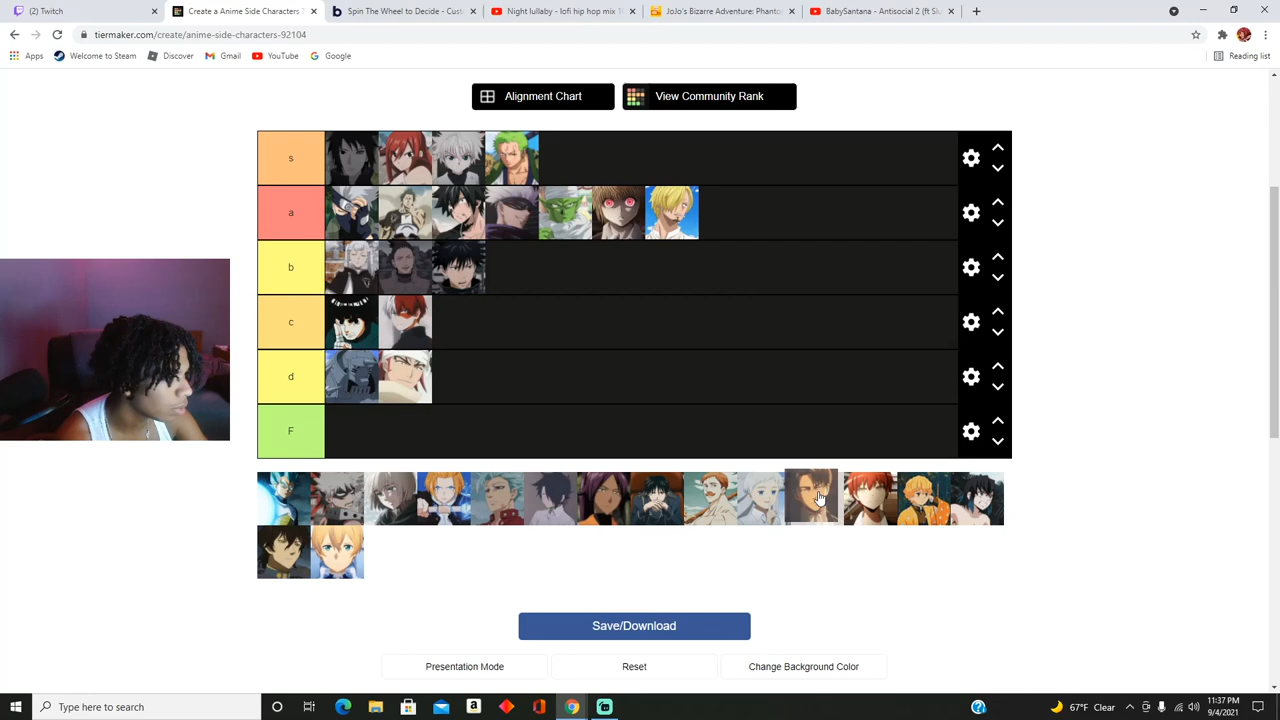 (2) Twitch
Create a Anime Side Characters
Spin The Wheel to Decide - Cust
Night lullaby - lofi hip hop mix 10
JoJo's Bizarre Adventure: Phanto
BabySantana - Antisocial 2 (ft Slu
tiermaker.com/create/anime-side-characters-92104
Apps
Welcome to Steam
Discover
Gmail
YouTube
Google
Reading list
Alignment Chart
View Community Rank
s
a
b
c
d
F
Save/Download
Presentation Mode
Reset
Change Background Color
Type here to search
67°F Clear
11:37 PM
9/4/2021